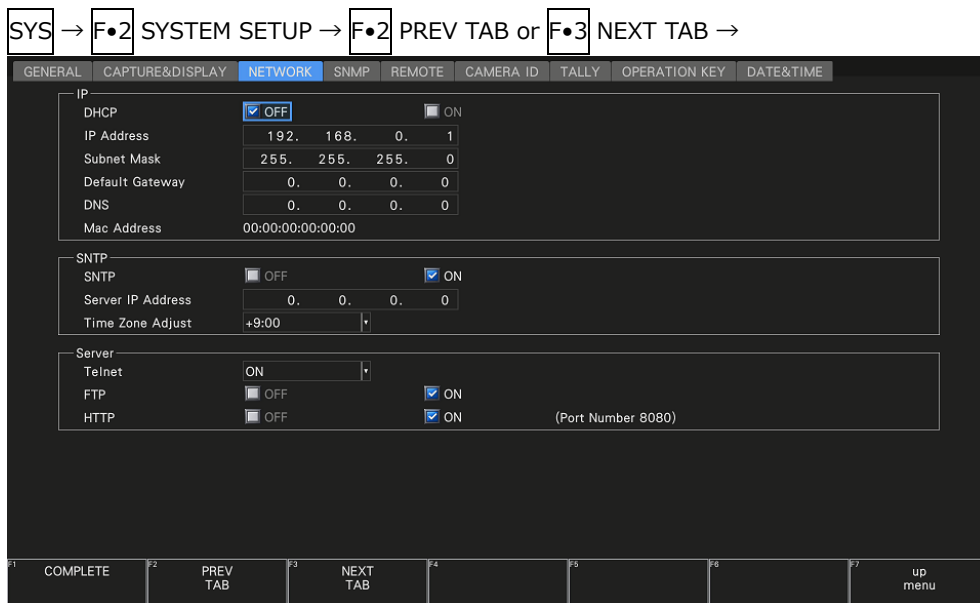 SYS → F•2 SYSTEM SETUP → F•2 PREV TAB or F•3 NEXT TAB →
GENERAL CAPTURE&DISPLAY NETWORK SNMP REMOTE CAMERA ID TALLY OPERATION KEY DATE&TIME
IP
DHCP OFF ON
IP Address 192. 168. 0. 1
Subnet Mask 255. 255. 255. 0
Default Gateway 0. 0. 0. 0
DNS 0. 0. 0. 0
Mac Address 00:00:00:00:00:00
SNTP
SNTP OFF ON
Server IP Address 0. 0. 0. 0
Time Zone Adjust +9:00
Server
Telnet ON
FTP OFF ON
HTTP OFF ON (Port Number 8080)
F1 COMPLETE F2 PREV TAB F3 NEXT TAB F4 F5 F6 F7 up menu